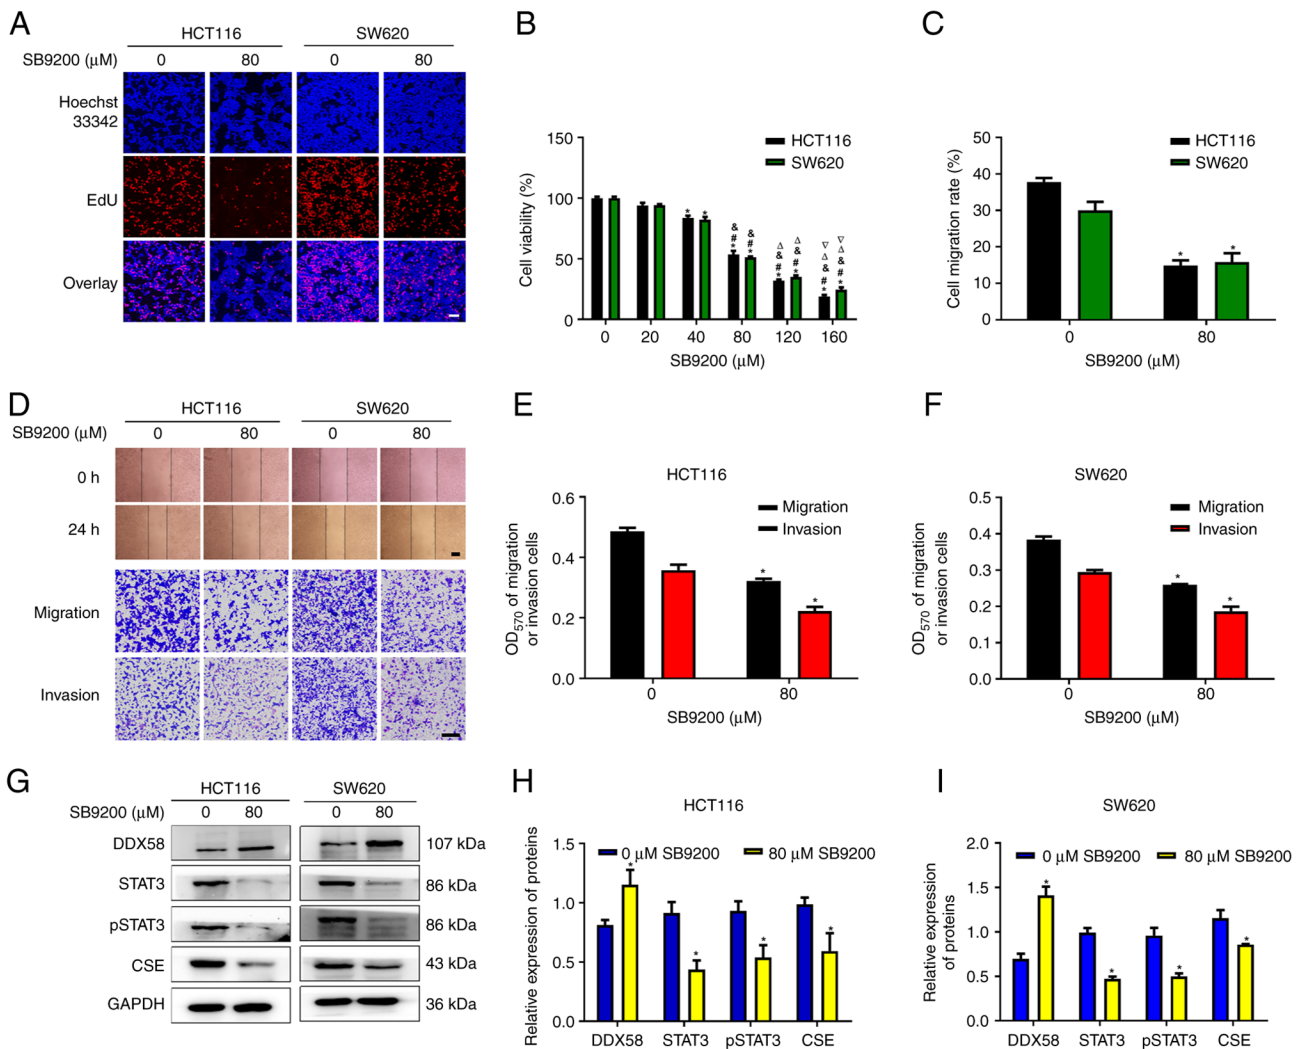 A
HCT116 SW620
SB9200 (μM) 0 80 0 80
Hoechst
33342
EdU
Overlay
B
Cell viability (%)
150
100
50
0
HCT116
SW620
* *
& # * & # *
Δ & # * Δ & # *
∇ Δ & # * ∇ Δ & # *
0 20 40 80 120 160
SB9200 (μM)
C
Cell migration rate (%)
50
40
30
20
10
0
HCT116
SW620
* *
0 80
SB9200 (μM)
D
HCT116 SW620
SB9200 (μM) 0 80 0 80
0 h
24 h
Migration
Invasion
E
HCT116
OD570 of migration
or invasion cells
0.6
0.4
0.2
0.0
Migration
Invasion
* *
0 80
SB9200 (μM)
F
SW620
OD570 of migration
or invasion cells
0.5
0.4
0.3
0.2
0.1
0.0
Migration
Invasion
* *
0 80
SB9200 (μM)
G
HCT116 SW620
SB9200 (μM) 0 80 0 80
DDX58 107 kDa
STAT3 86 kDa
pSTAT3 86 kDa
CSE 43 kDa
GAPDH 36 kDa
H
HCT116
Relative expression of proteins
1.5
1.0
0.5
0.0
0 μM SB9200 80 μM SB9200
* * * *
DDX58 STAT3 pSTAT3 CSE
I
SW620
Relative expression
of proteins
2.0
1.5
1.0
0.5
0.0
0 μM SB9200 80 μM SB9200
* * * *
DDX58 STAT3 pSTAT3 CSE